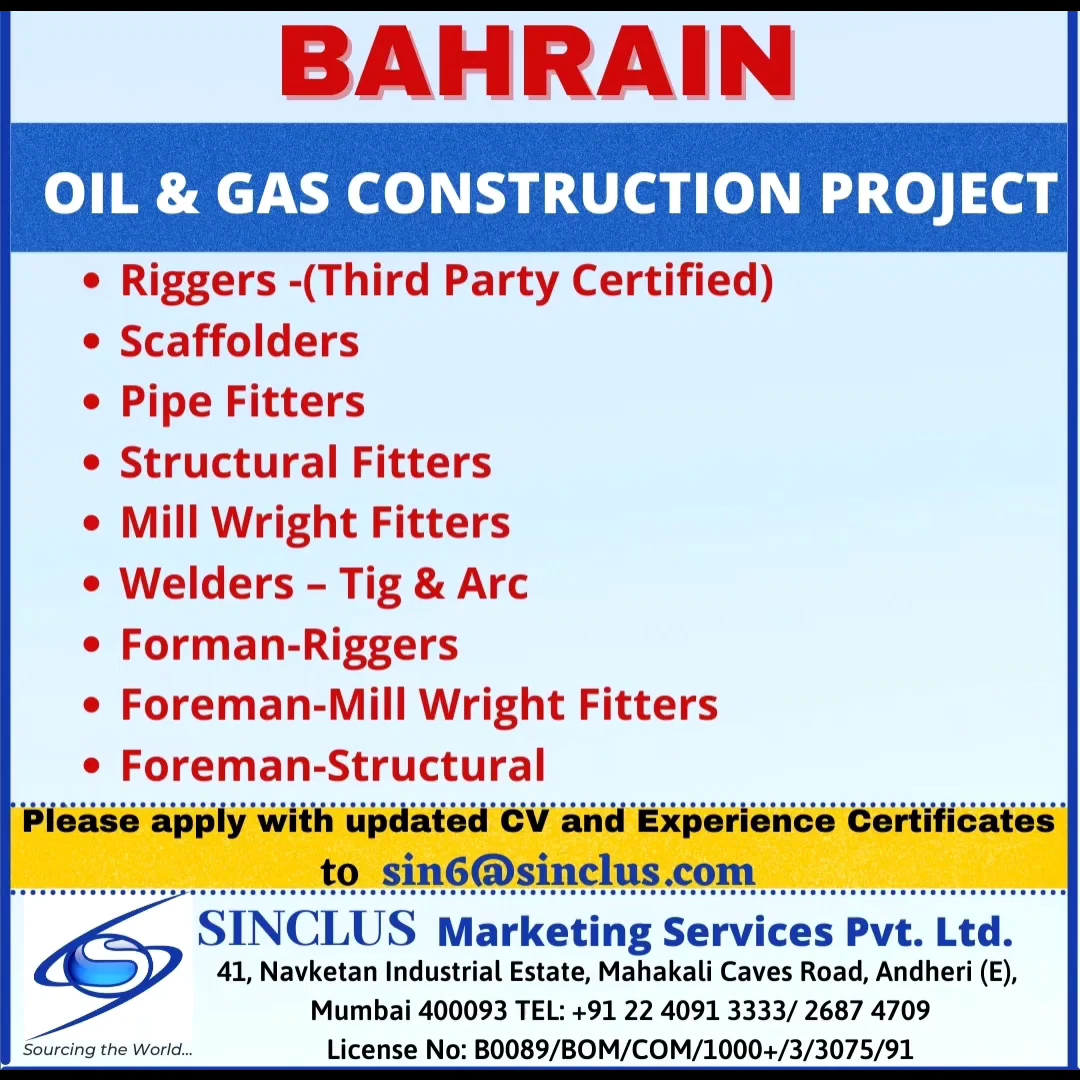 BAHRAIN
OIL & GAS CONSTRUCTION PROJECT
• Riggers -(Third Party Certified)
• Scaffolders
• Pipe Fitters
• Structural Fitters
• Mill Wright Fitters
• Welders – Tig & Arc
• Forman-Riggers
• Foreman-Mill Wright Fitters
• Foreman-Structural
Please apply with updated CV and Experience Certificates
to sin6@sinclus.com
SINCLUS Marketing Services Pvt. Ltd.
41, Navketan Industrial Estate, Mahakali Caves Road, Andheri (E),
Mumbai 400093 TEL: +91 22 4091 3333/ 2687 4709
Sourcing the World...
License No: B0089/BOM/COM/1000+/3/3075/91